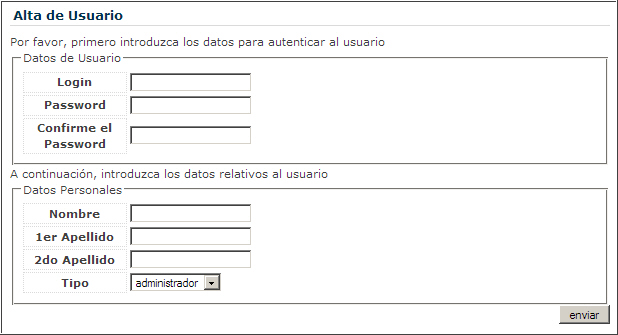 Alta de Usuario
Por favor, primero introduzca los datos para autenticar al usuario
Datos de Usuario
Login
Password
Confirme el
Password
A continuación, introduzca los datos relativos al usuario
Datos Personales
Nombre
1er Apellido
2do Apellido
Tipo administrador
enviar